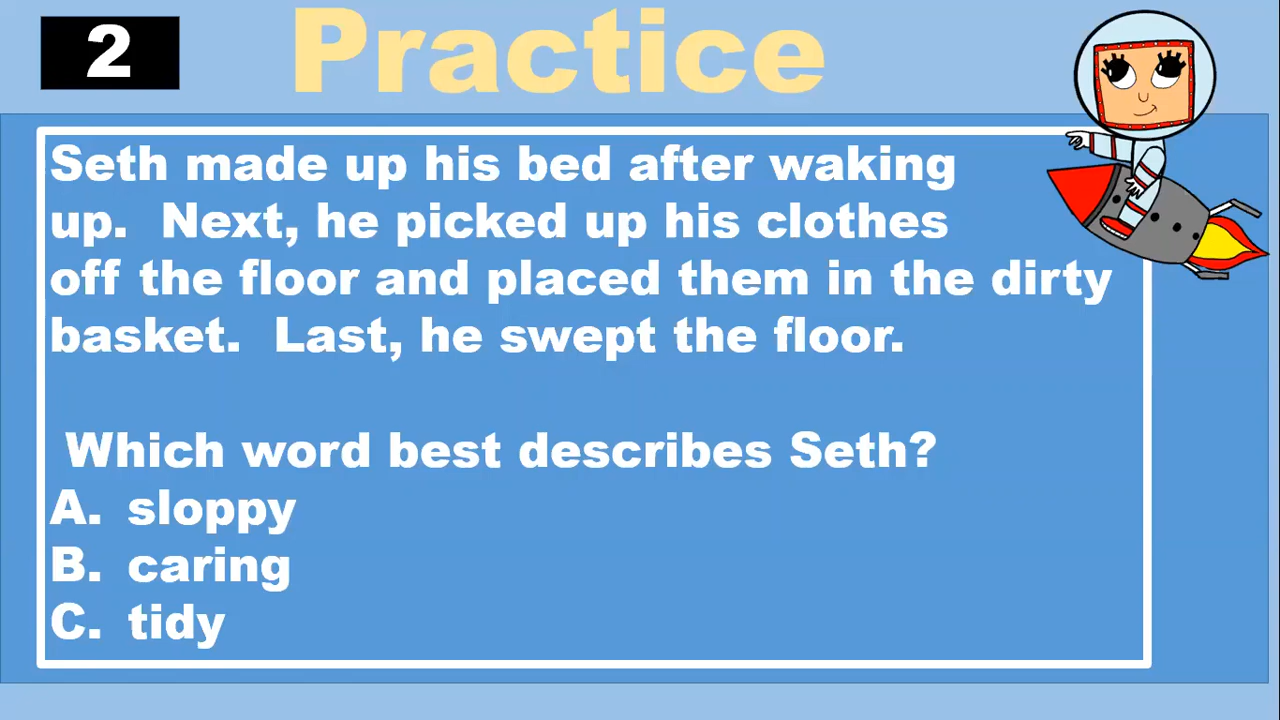 2
Practice
Seth made up his bed after waking
up.  Next, he picked up his clothes
off the floor and placed them in the dirty
basket.  Last, he swept the floor.
Which word best describes Seth?
A. sloppy
B. caring
C. tidy